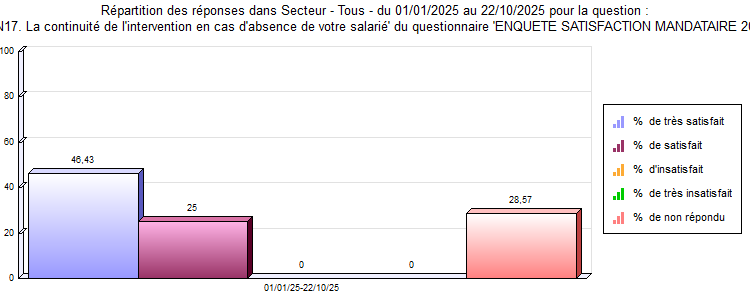 Répartition des réponses dans Secteur - Tous - du 01/01/2025 au 22/10/2025 pour la question :
N17. La continuité de l'intervention en cas d'absence de votre salarié' du questionnaire 'ENQUETE SATISFACTION MANDATAIRE 20
100
80
60
40
20
0
46,43
25
0
0
28,57
01/01/25-22/10/25
% de très satisfait
% de satisfait
% d'insatisfait
% de très insatisfait
% de non répondu